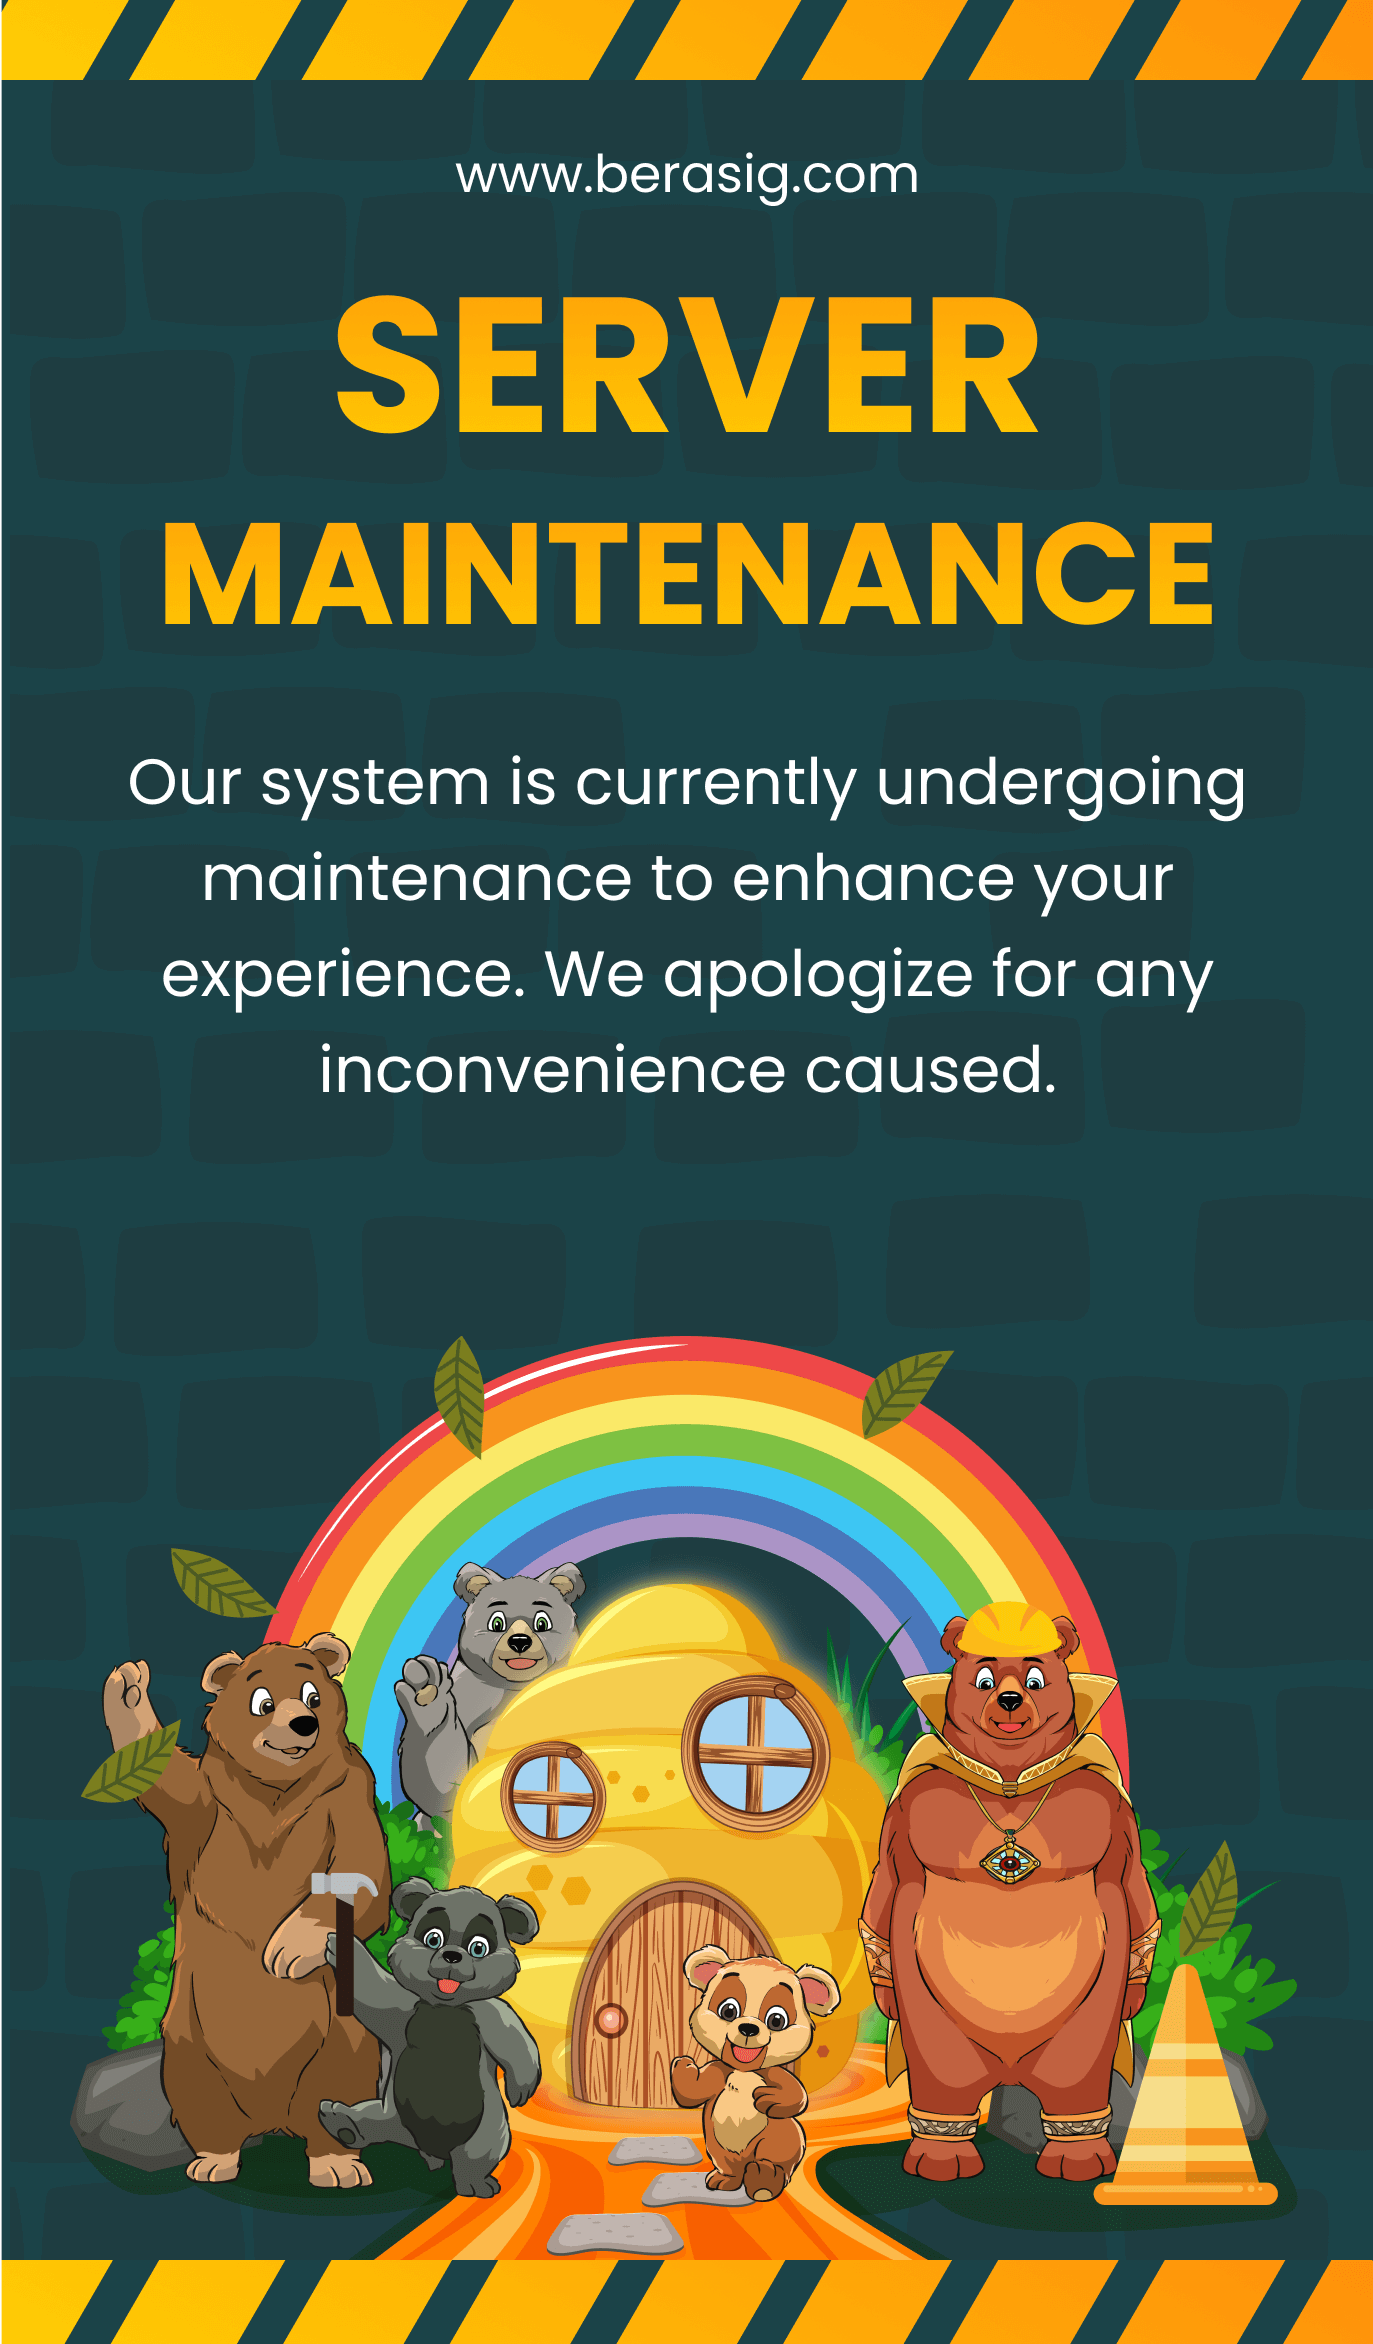 www.berasig.com
SERVER
MAINTENANCE
Our system is currently undergoing
maintenance to enhance your
experience. We apologize for any
inconvenience caused.